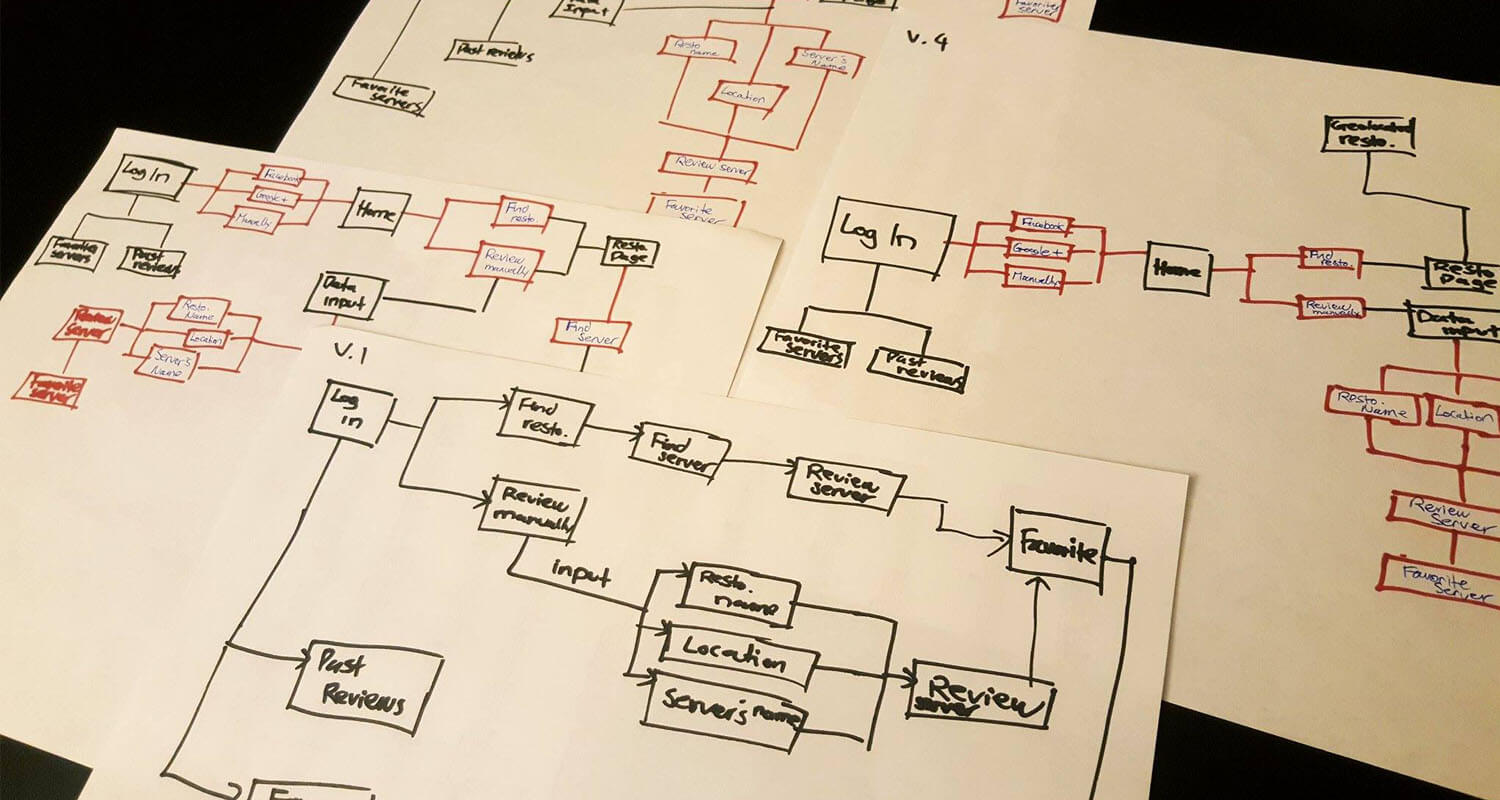 Input
Past reviews
Favorite
servers
Resto
name
Server's
Name
Location
Review server
Favorite
server
Page
Favorite
server
V.4
Geolocated
resto.
Log In
Facebook
Google+
Manually
Home
Find
resto.
Review
manually
Resto
Page
Data
input
Favorite
servers
Past
reviews
Resto.
Name
Location
Review
Server
Favorite
Server
Log In
Facebook
Google+
Manually
Home
Find
resto.
Review
manually
Resto.
Page
Favorite
servers
Past
reviews
Data
input
Find
Server
Review
Server
Resto.
Name
Location
Server's
Name
Favorite
server
V.1
Log
in
Find
resto.
Find
server
Review
server
Favorite
Review
manually
input
Resto.
name
Location
Server's name
Review
server
Past
Reviews